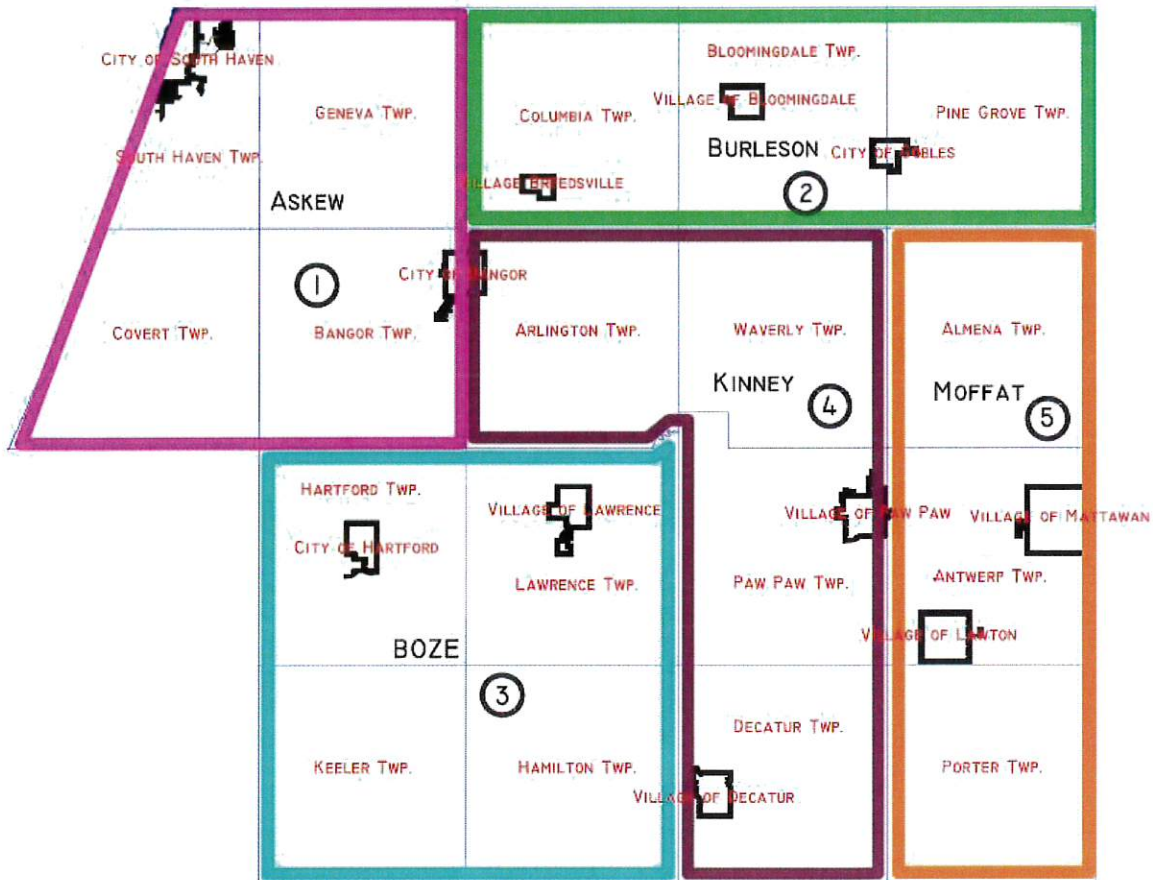 CITY OF SOUTH HAVEN
GENEVA TWP.
SOUTH HAVEN TWP.
ASKEW
1
COVERT TWP.
BANGOR TWP.
CITY OF BANGOR
BLOOMINGDALE TWP.
VILLAGE OF BLOOMINGDALE
COLUMBIA TWP.
PINE GROVE TWP.
BURLESON
CITY OF GOBLES
VILLAGE BREEDSVILLE
2
ARLINGTON TWP.
WAVERLY TWP.
KINNEY
4
VILLAGE OF PAW PAW
PAW PAW TWP.
DECATUR TWP.
VILLAGE OF DECATUR
ALMENA TWP.
MOFFAT
5
VILLAGE OF MATTAWAN
ANTWERP TWP.
VILLAGE OF LAWTON
PORTER TWP.
HARTFORD TWP.
VILLAGE OF LAWRENCE
CITY OF HARTFORD
LAWRENCE TWP.
BOZE
3
KEELER TWP.
HAMILTON TWP.